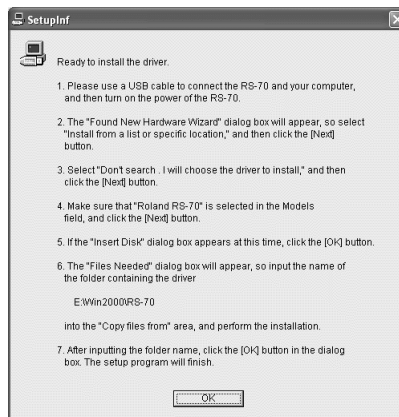 SetupInf
Ready to install the driver.
1. Please use a USB cable to connect the RS-70 and your computer,
and then turn on the power of the RS-70.
2. The "Found New Hardware Wizard" dialog box will appear, so select
"Install from a list or specific location," and then click the [Next]
button.
3. Select "Don't search . I will choose the driver to install," and then
click the [Next] button.
4. Make sure that "Roland RS-70" is selected in the Models
field, and click the [Next] button.
5. If the "Insert Disk" dialog box appears at this time, click the [OK] button.
6. The "Files Needed" dialog box will appear, so input the name of
the folder containing the driver
E:\Win2000\RS-70
into the "Copy files from" area, and perform the installation.
7. After inputting the folder name, click the [OK] button in the dialog
box. The setup program will finish.
OK